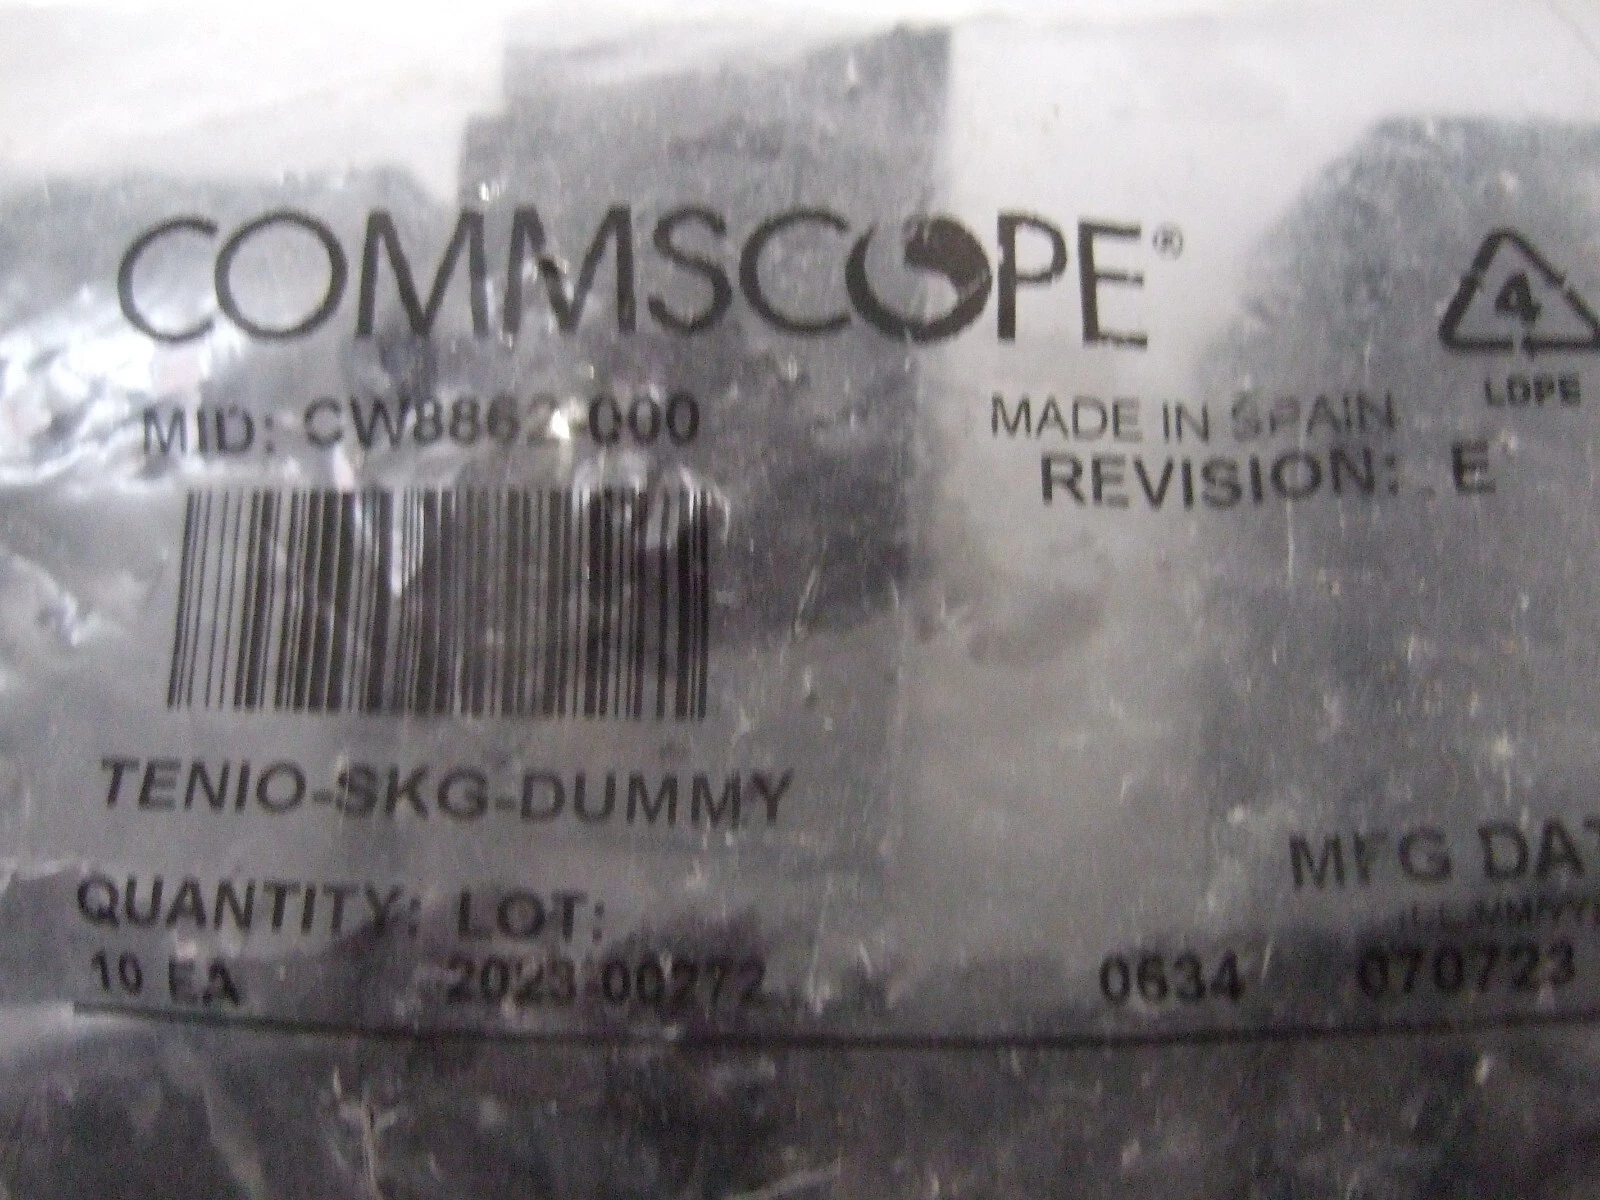 COMMSCOPE®
4
LDPE
MID: CW8862-000
MADE IN SPAIN
REVISION: E
TENIO-SKG-DUMMY
MFG DAT
QUANTITY: LOT:
10 EA 2023-00272 0634 070723